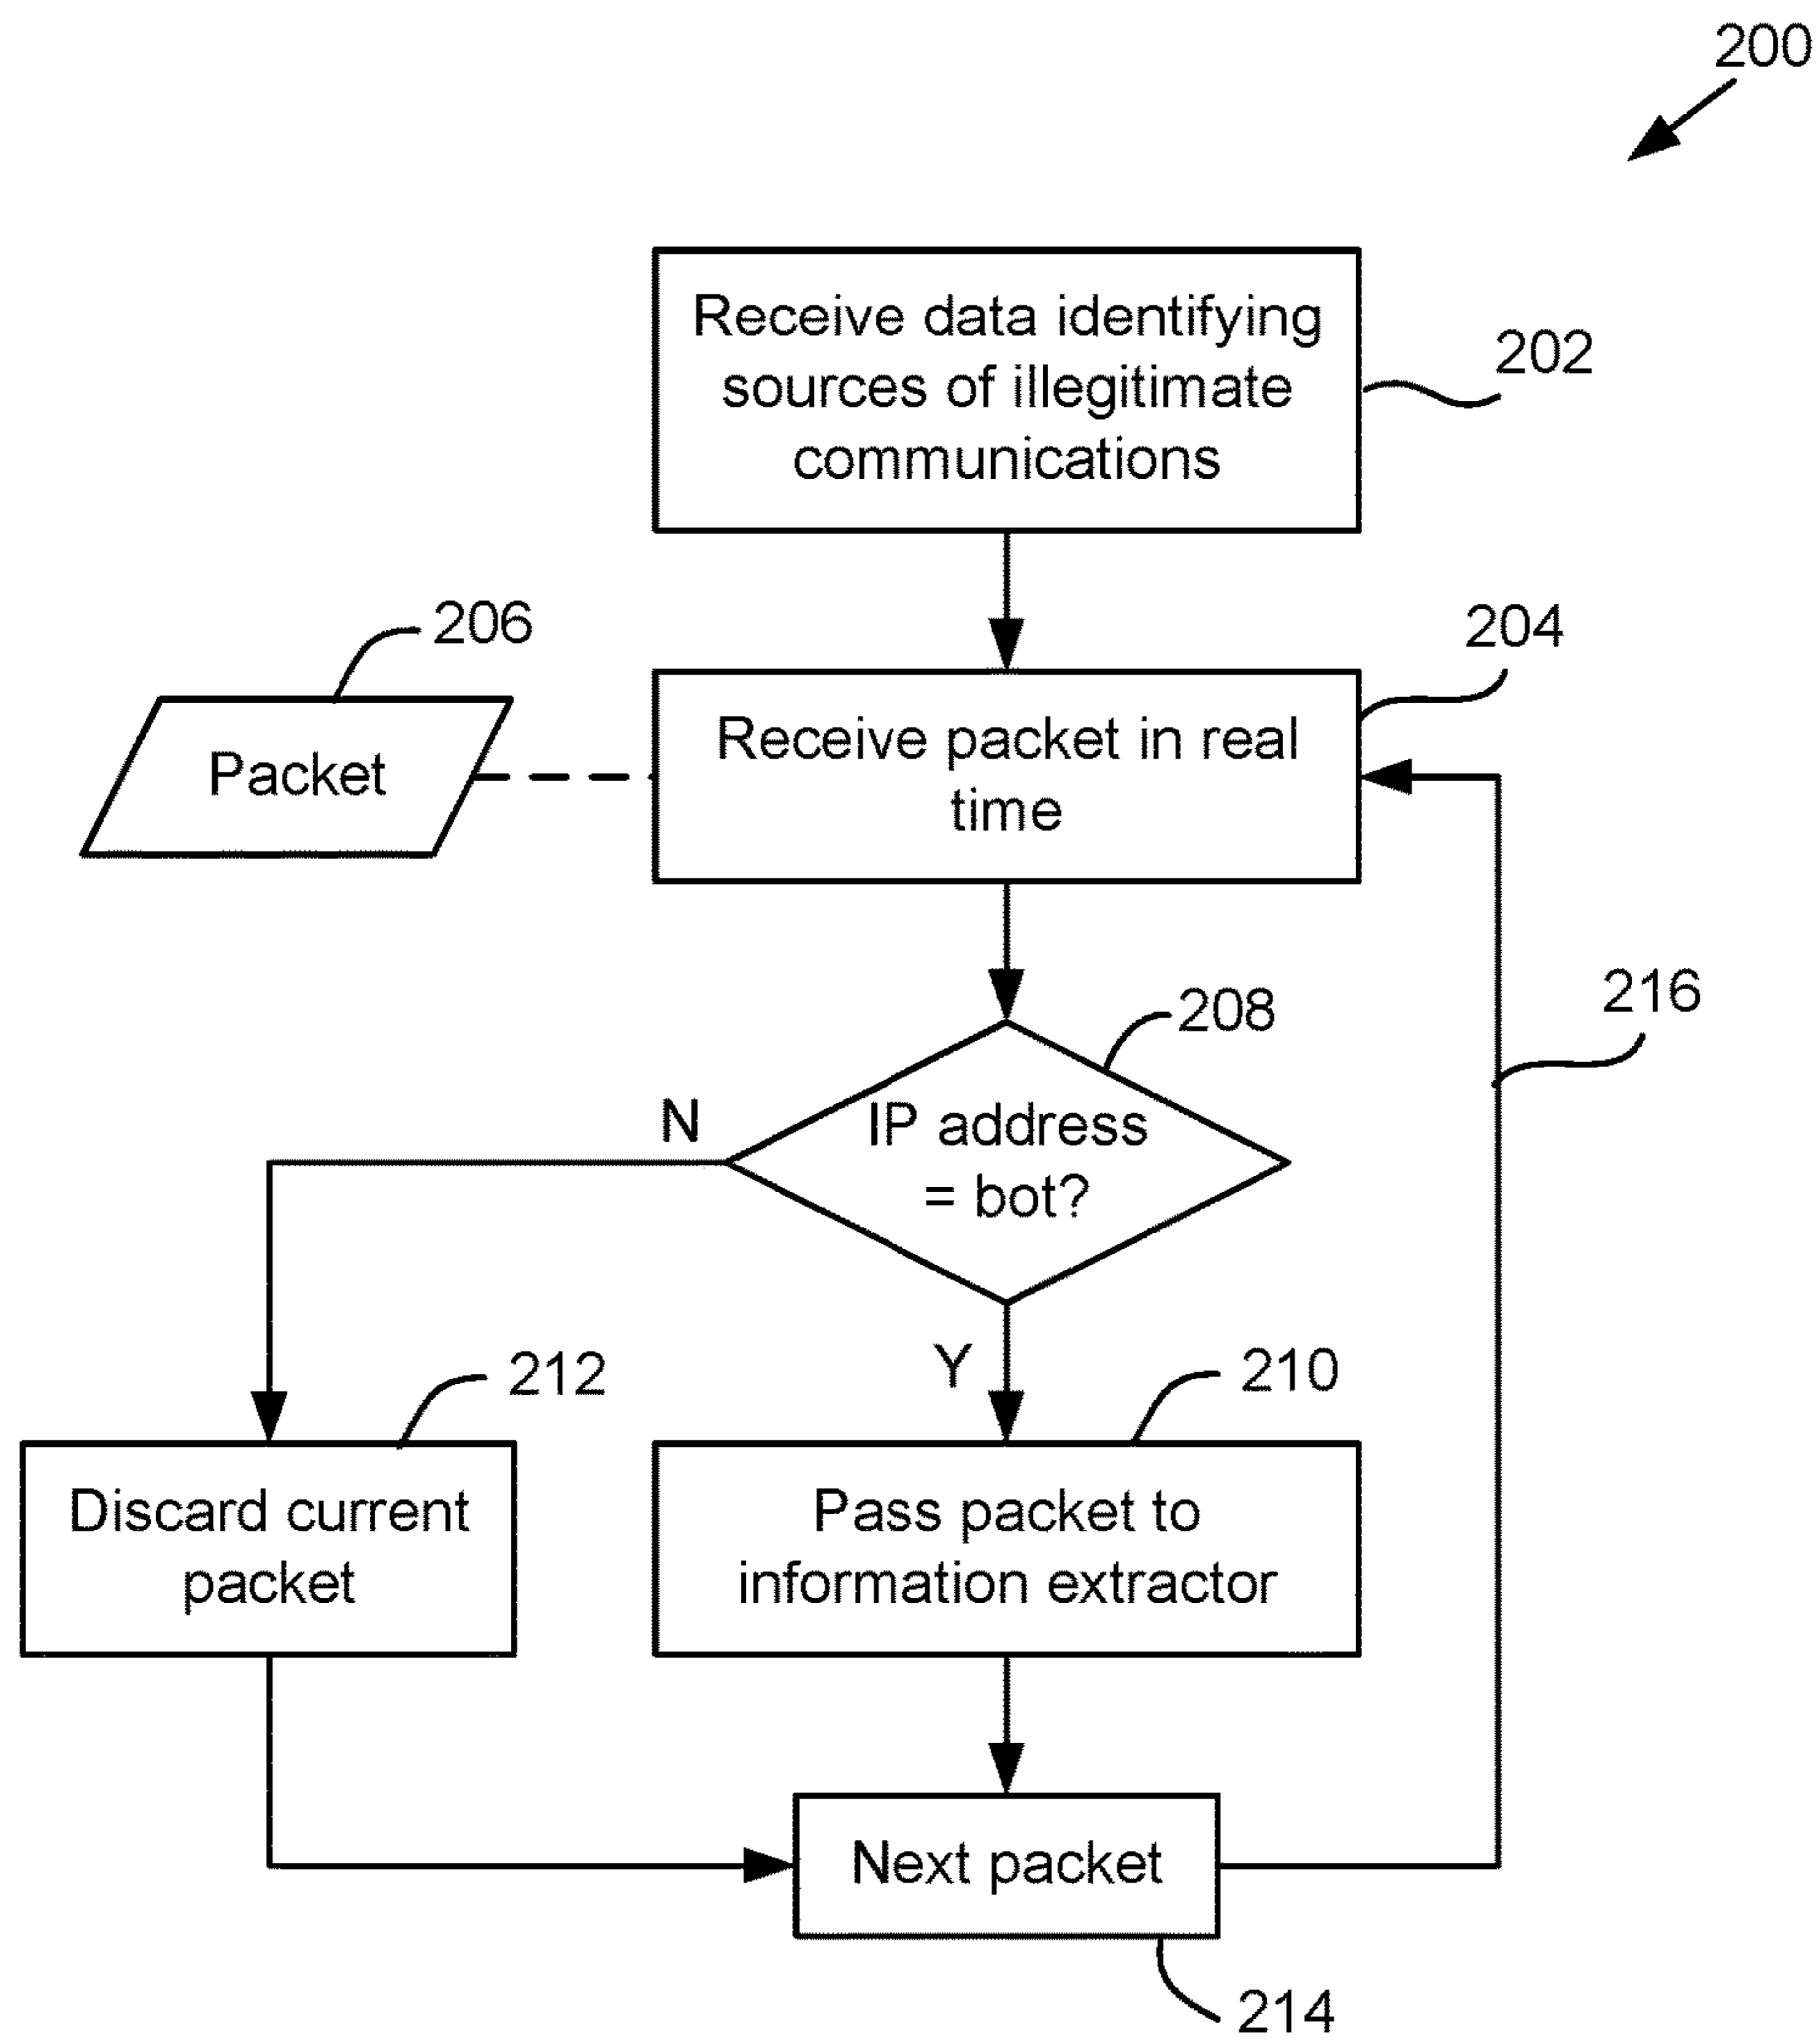 200
Receive data identifying
sources of illegitimate
communications
202
206
204
Packet
Receive packet in real
time
208
216
N
IP address
= bot?
Y
212
210
Discard current
packet
Pass packet to
information extractor
Next packet
214